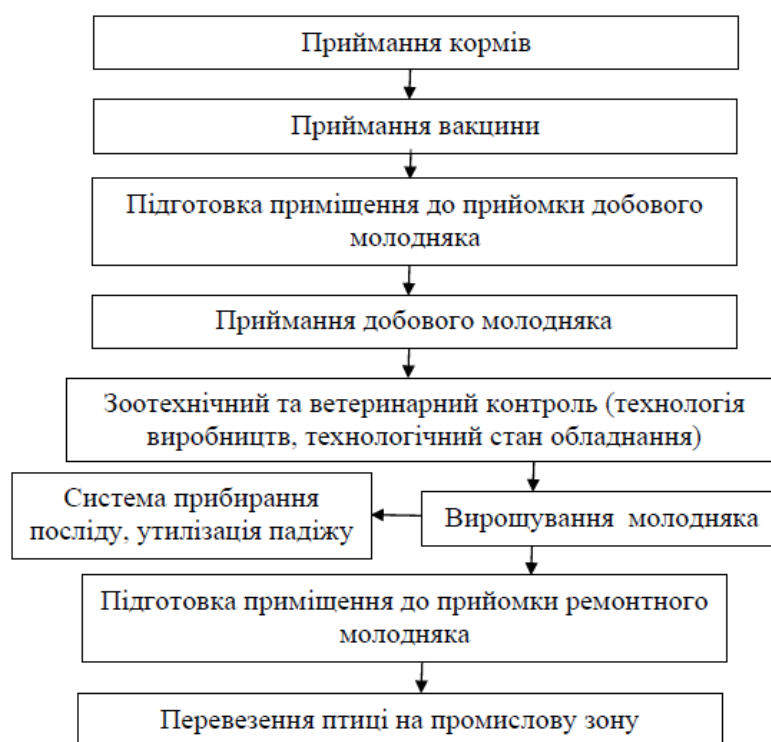 Приймання кормів
Приймання вакцини
Підготовка приміщення до прийомки добового
молодняка
Приймання добового молодняка
Зоотехнічний та ветеринарний контроль (технологія
виробництв, технологічний стан обладнання)
Система прибирання
посліду, утилізація падіжу
Вирошування молодняка
Підготовка приміщення до прийомки ремонтного
молодняка
Перевезення птиці на промислову зону